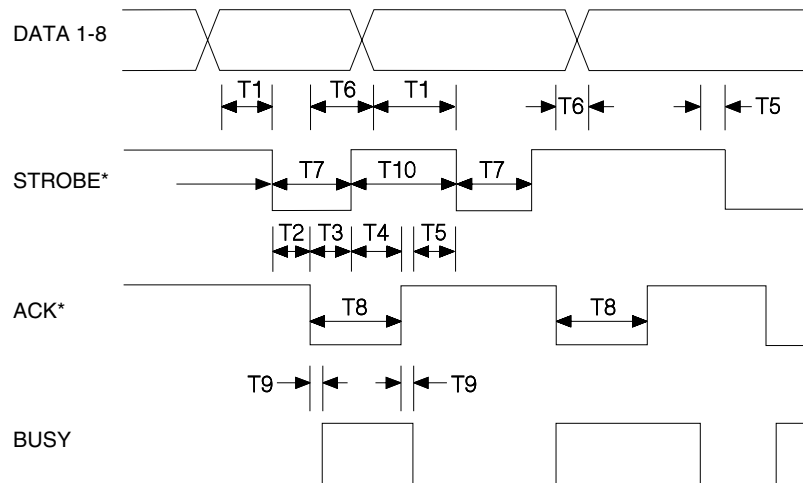 DATA 1-8
T1 T6 T1 T6 T5
STROBE*
T7 T10 T7
T2 T3 T4 T5
ACK*
T8 T8
T9 T9
BUSY